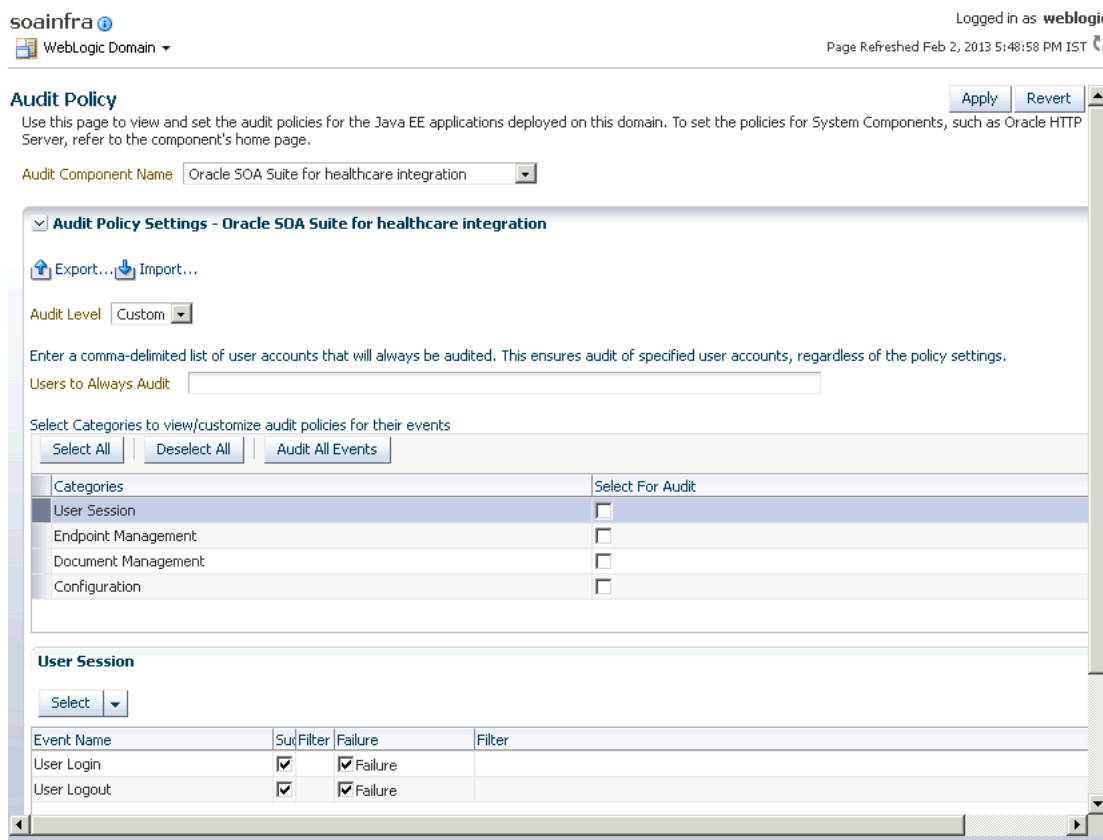 soainfra
Logged in as weblogic
WebLogic Domain
Page Refreshed Feb 2, 2013 5:48:58 PM IST
Audit Policy
Apply Revert
Use this page to view and set the audit policies for the Java EE applications deployed on this domain. To set the policies for System Components, such as Oracle HTTP
Server, refer to the component's home page.
Audit Component Name Oracle SOA Suite for healthcare integration
Audit Policy Settings - Oracle SOA Suite for healthcare integration
Export... Import...
Audit Level Custom
Enter a comma-delimited list of user accounts that will always be audited. This ensures audit of specified user accounts, regardless of the policy settings.
Users to Always Audit
Select Categories to view/customize audit policies for their events
Select All Deselect All Audit All Events
Categories Select For Audit
User Session
Endpoint Management
Document Management
Configuration
User Session
Select
Event Name Suc Filter Failure Filter
User Login Failure
User Logout Failure